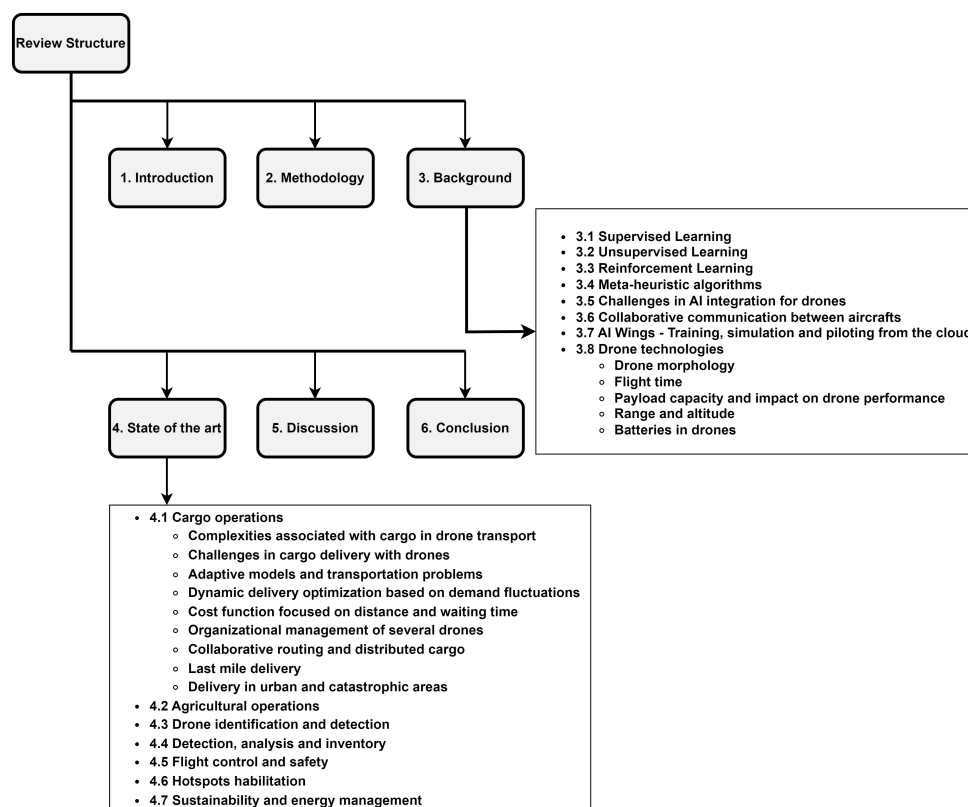 Review Structure
1. Introduction
2. Methodology
3. Background
3.1 Supervised Learning
3.2 Unsupervised Learning
3.3 Reinforcement Learning
3.4 Meta-heuristic algorithms
3.5 Challenges in AI integration for drones
3.6 Collaborative communication between aircrafts
3.7 AI Wings - Training, simulation and piloting from the
3.8 Drone technologies
Drone morphology
Flight time
Payload capacity and impact on drone performance
Range and altitude
Batteries in drones
4. State of the art
5. Discussion
6. Conclusion
4.1 Cargo operations
Complexities associated with cargo in drone transport
Challenges in cargo delivery with drones
Adaptive models and transportation problems
Dynamic delivery optimization based on demand fluctuations
Cost function focused on distance and waiting time
Organizational management of several drones
Collaborative routing and distributed cargo
Last mile delivery
Delivery in urban and catastrophic areas
4.2 Agricultural operations
4.3 Drone identification and detection
4.4 Detection, analysis and inventory
4.5 Flight control and safety
4.6 Hotspots habilitation
4.7 Sustainability and energy management